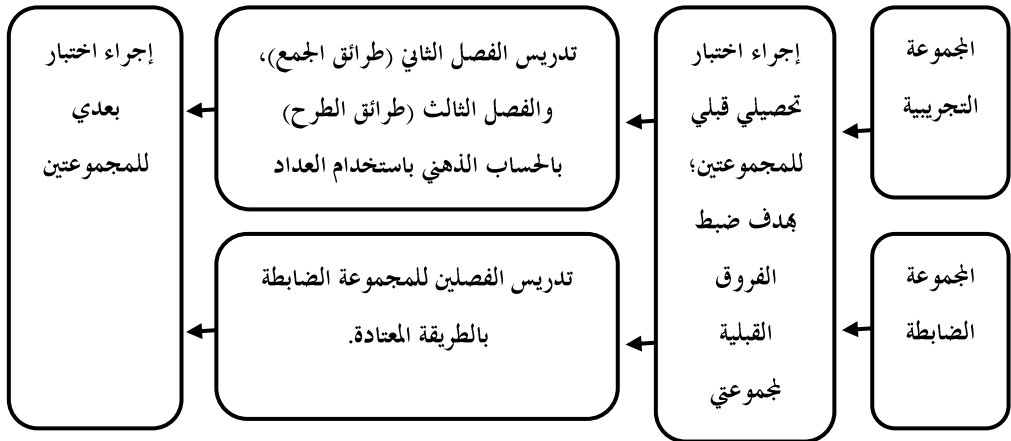 المجموعة
التجريبية
المجموعة
الضابطة
إجراء اختبار
تحصيلي قبلي
للمجموعتين؛
بهدف ضبط
الفروق
القبلية
لمجموعتي
تدريس الفصل الثاني (طرائق الجمع)،
والفصل الثالث (طرائق الطرح)
بالحساب الذهني باستخدام العداد
تدريس الفصلين للمجموعة الضابطة
بالطريقة المعتادة.
إجراء اختبار
بعدي
للمجموعتين